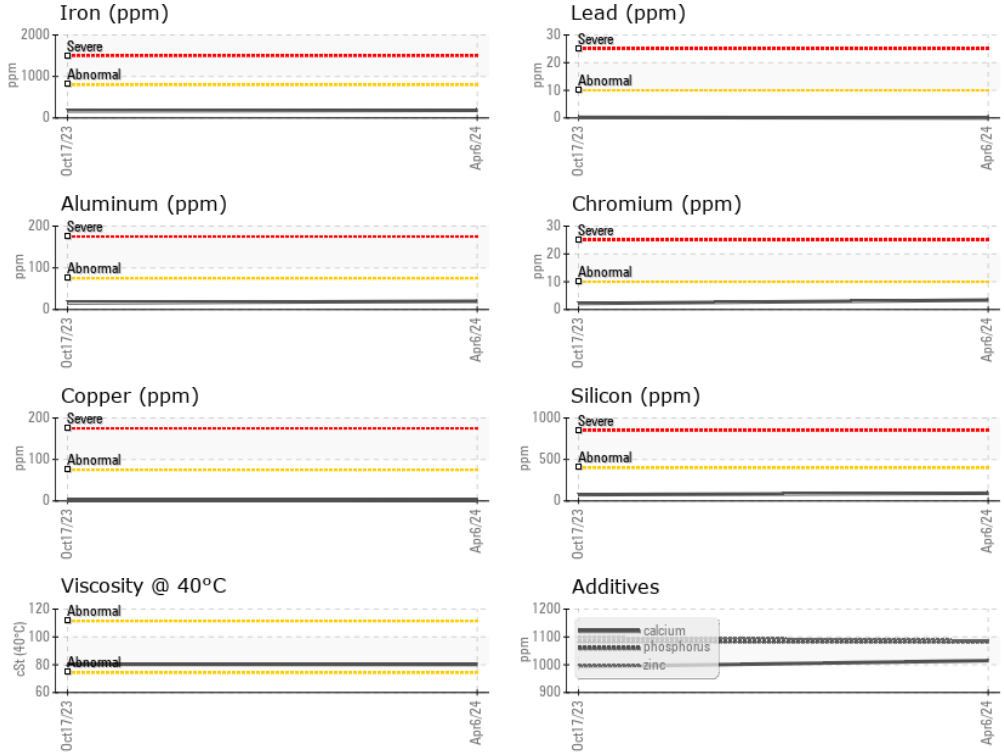 Iron (ppm)
2000
Severe
1000
Abnormal
0
ppm
Oct17/23
Apr6/24
Lead (ppm)
30
Severe
20
Abnormal
10
0
ppm
Oct17/23
Apr6/24
Aluminum (ppm)
200
Severe
100
Abnormal
0
ppm
Oct17/23
Apr6/24
Chromium (ppm)
30
Severe
20
Abnormal
10
0
ppm
Oct17/23
Apr6/24
Copper (ppm)
200
Severe
100
Abnormal
0
ppm
Oct17/23
Apr6/24
Silicon (ppm)
1000
Severe
500
Abnormal
0
ppm
Oct17/23
Apr6/24
Viscosity @ 40°C
120
Abnormal
100
80
Abnormal
60
cSt (40°C)
Oct17/23
Apr6/24
Additives
1200
1100
1000
900
ppm
calcium
phosphorus
zinc
Oct17/23
Apr6/24